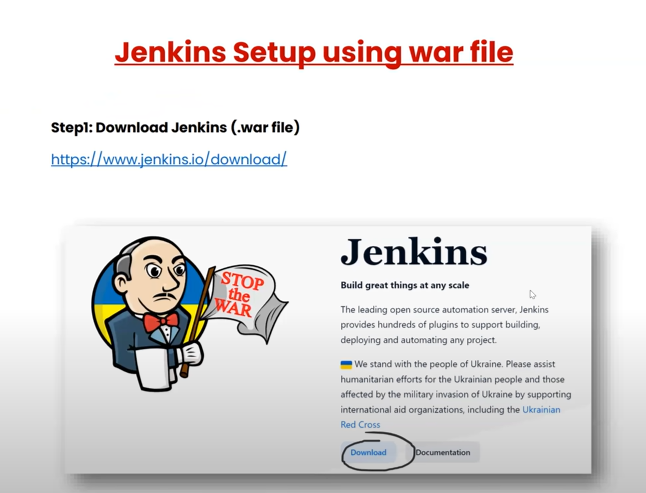 Jenkins Setup using war file
Step1: Download Jenkins (.war file)
https://www.jenkins.io/download/
STOP
the
WAR
Jenkins
Build great things at any scale
The leading open source automation server, Jenkins
provides hundreds of plugins to support building,
deploying and automating any project.
We stand with the people of Ukraine. Please assist
humanitarian efforts for the Ukrainian people and those
affected by the military invasion of Ukraine by supporting
international aid organizations, including the Ukrainian
Red Cross
Download Documentation